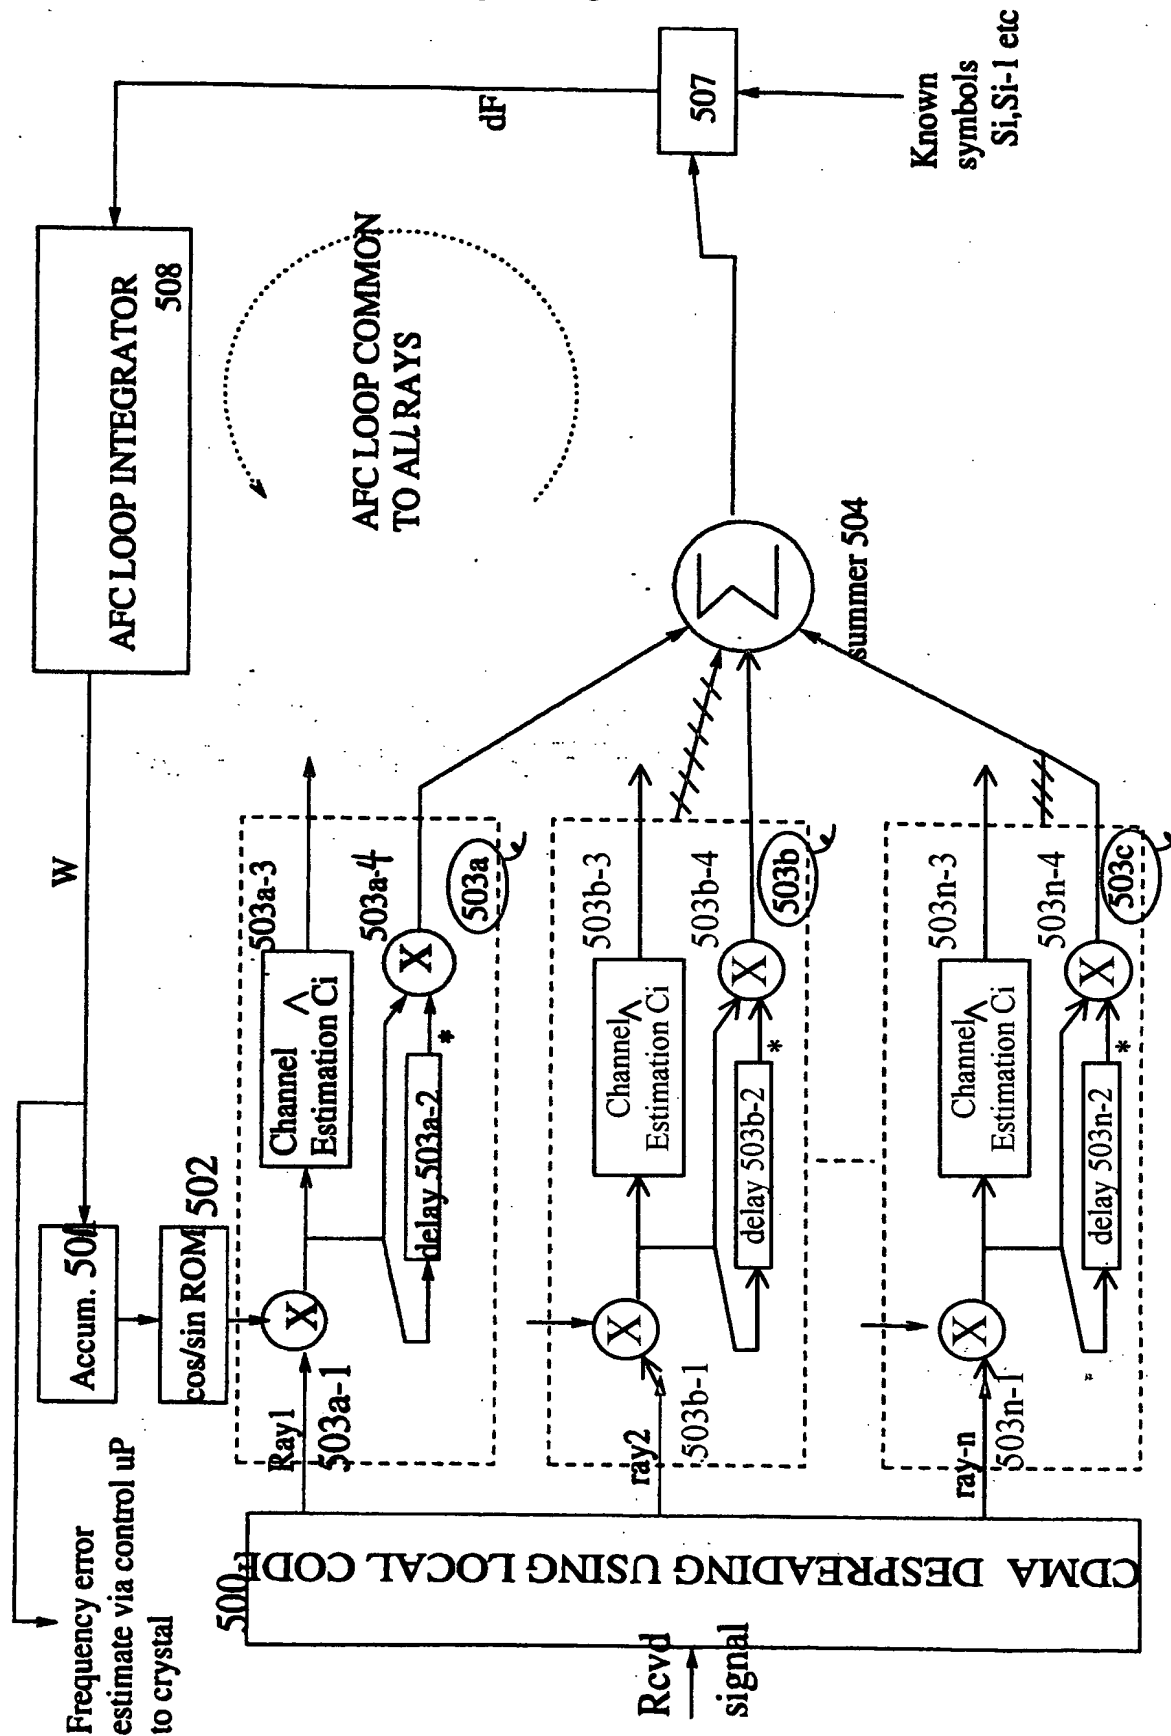 Frequency error
estimate via control uP
to crystal
W
AFC LOOP INTEGRATOR
508
dF
507
Known
symbols
Si,Si-1 etc
AFC LOOP COMMON
TO ALL RAYS
Accum.
cos/sin ROM 502
Rcvd
signal
500
CDMA DESPREADING USING LOCAL CODE
Ray1
503a-1
X
Channel ^
Estimation Ci
503a-3
delay 503a-2
*
X
503a-4
503a
ray2
503b-1
X
Channel ^
Estimation Ci
503b-3
delay 503b-2
*
X
503b-4
503b
ray-n
503n-1
X
Channel ^
Estimation Ci
503n-3
delay 503n-2
*
X
503n-4
503c
Σ
summer 504